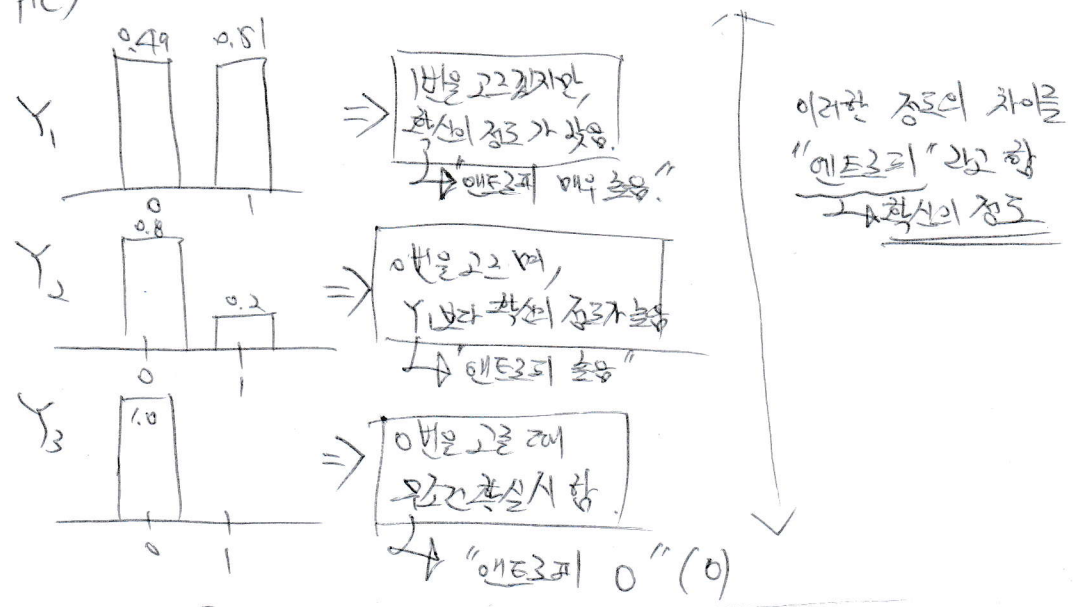 0.49 0.51
Y₁
0 1
⇒ 1번을 고르겠지만,
확신의 정도가 낮음.
↳ "엔트로피 매우 높음."
Y₂
0.8
0.2
0 1
⇒ 0번을 고르며,
Y₁보다 확신의 정도가 높음
↳ "엔트로피 높음"
Y₃
1.0
0 1
⇒ 0번을 고를 때
무조건 확실시 함.
↳ "엔트로피 0" (0)
이러한 정도의 차이를
"엔트로피" 라고 함
↳ 확신의 정도